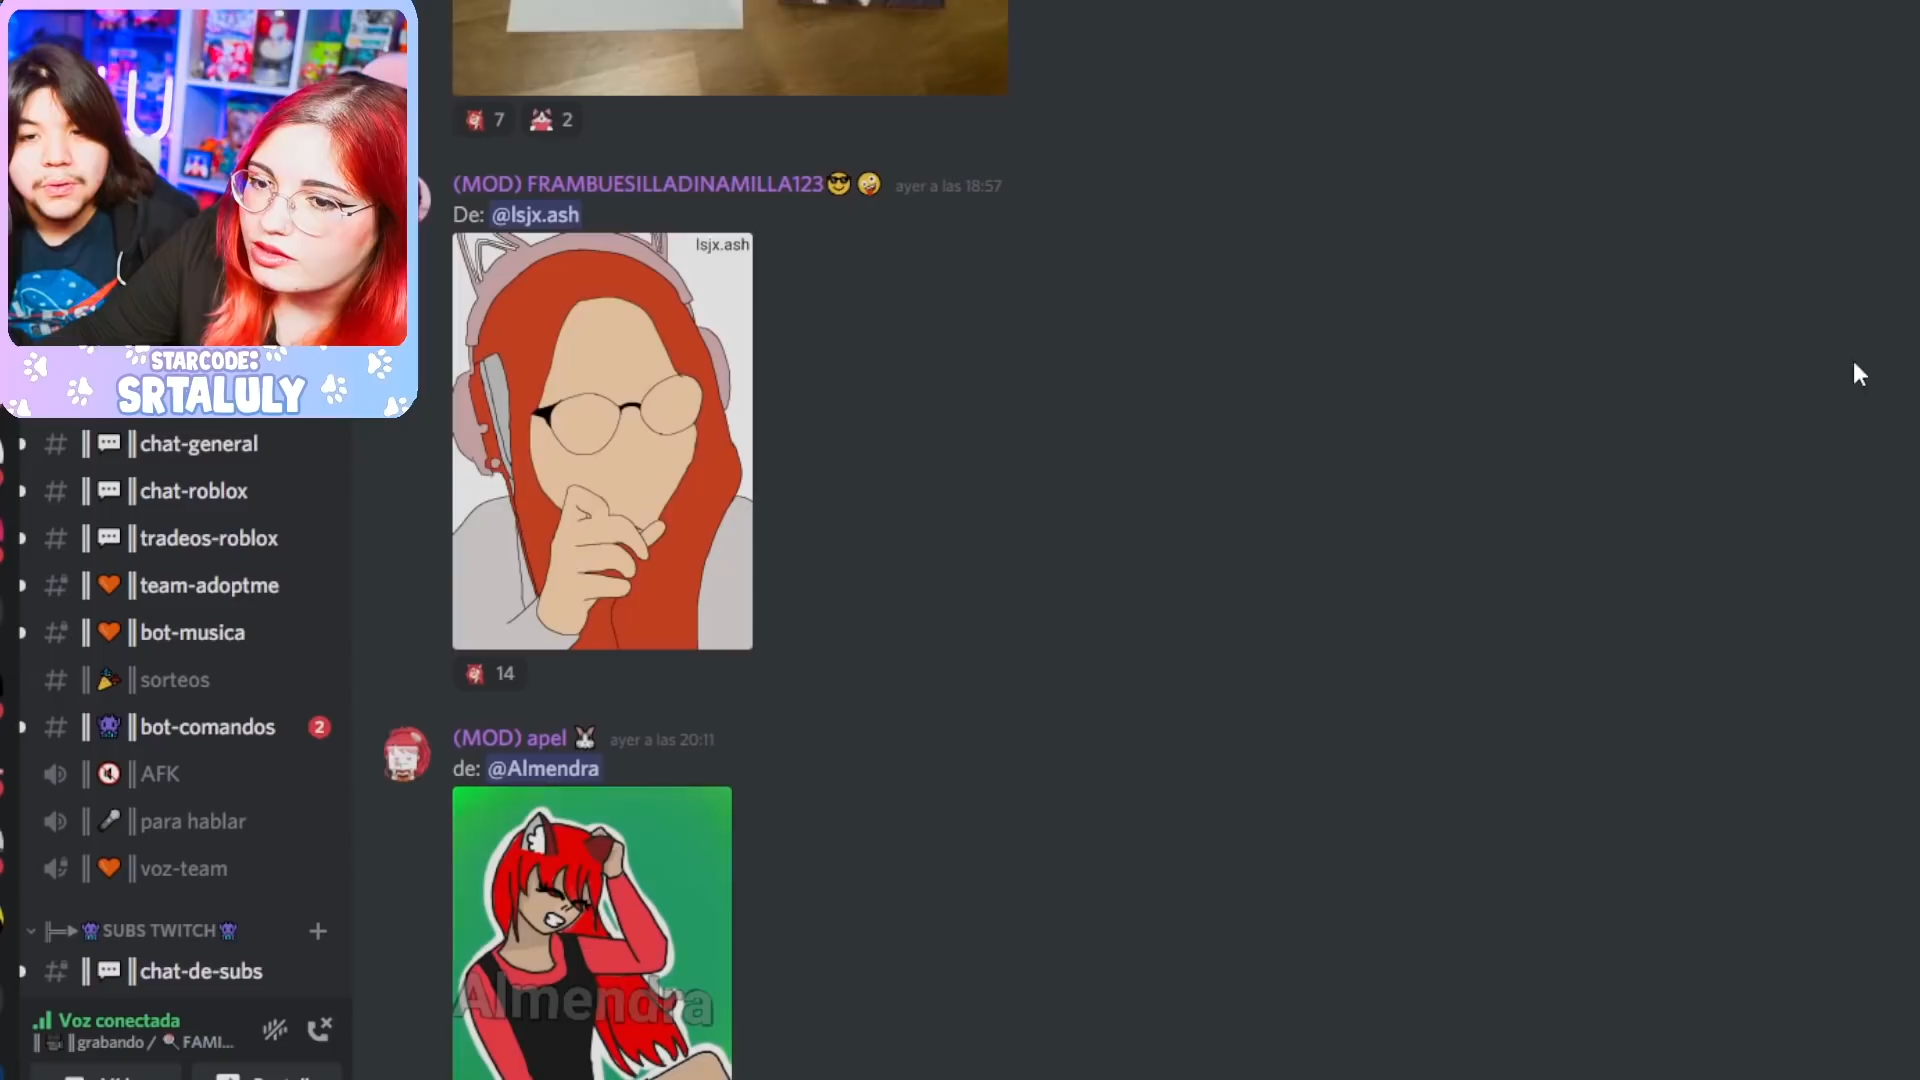 STARCODE:
SRTALULY
7
2
(MOD) FRAMBUESILLADINAMILLA123😎 🤪 ayer a las 18:57
De: @lsjx.ash
lsjx.ash
14
(MOD) apel 🐰 ayer a las 20:11
de: @Almendra
Almendra
# ║💬║chat-general
# ║💬║chat-roblox
# ║💬║tradeos-roblox
# ║🧡║team-adoptme
# ║🧡║bot-musica
# ║🎉║sorteos
# ║👾║bot-comandos 2
║🔇║AFK
║🎤║para hablar
║🧡║voz-team
👾 SUBS TWITCH 👾 +
# ║💬║chat-de-subs
Voz conectada
grabando / 🔍 FAMI...